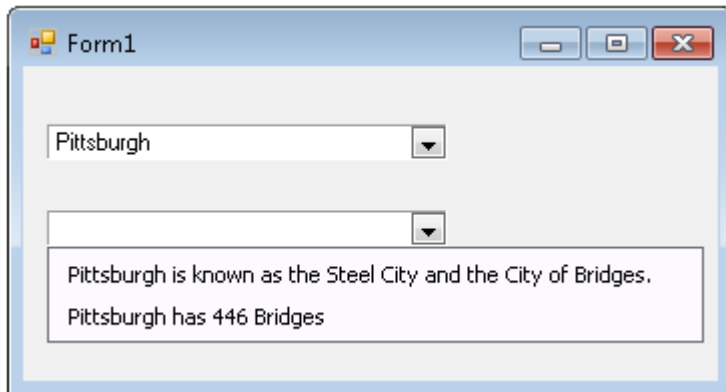 Form1
Pittsburgh
Pittsburgh is known as the Steel City and the City of Bridges.
Pittsburgh has 446 Bridges